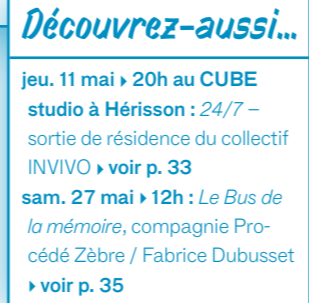 Découvrez-aussi...
jeu. 11 mai ▸ 20h au CUBE
studio à Hérisson : 24/7 –
sortie de résidence du collectif
INVIVO ▸ voir p. 33
sam. 27 mai ▸ 12h : Le Bus de
la mémoire, compagnie Pro-
cédé Zèbre / Fabrice Dubusset
▸ voir p. 35